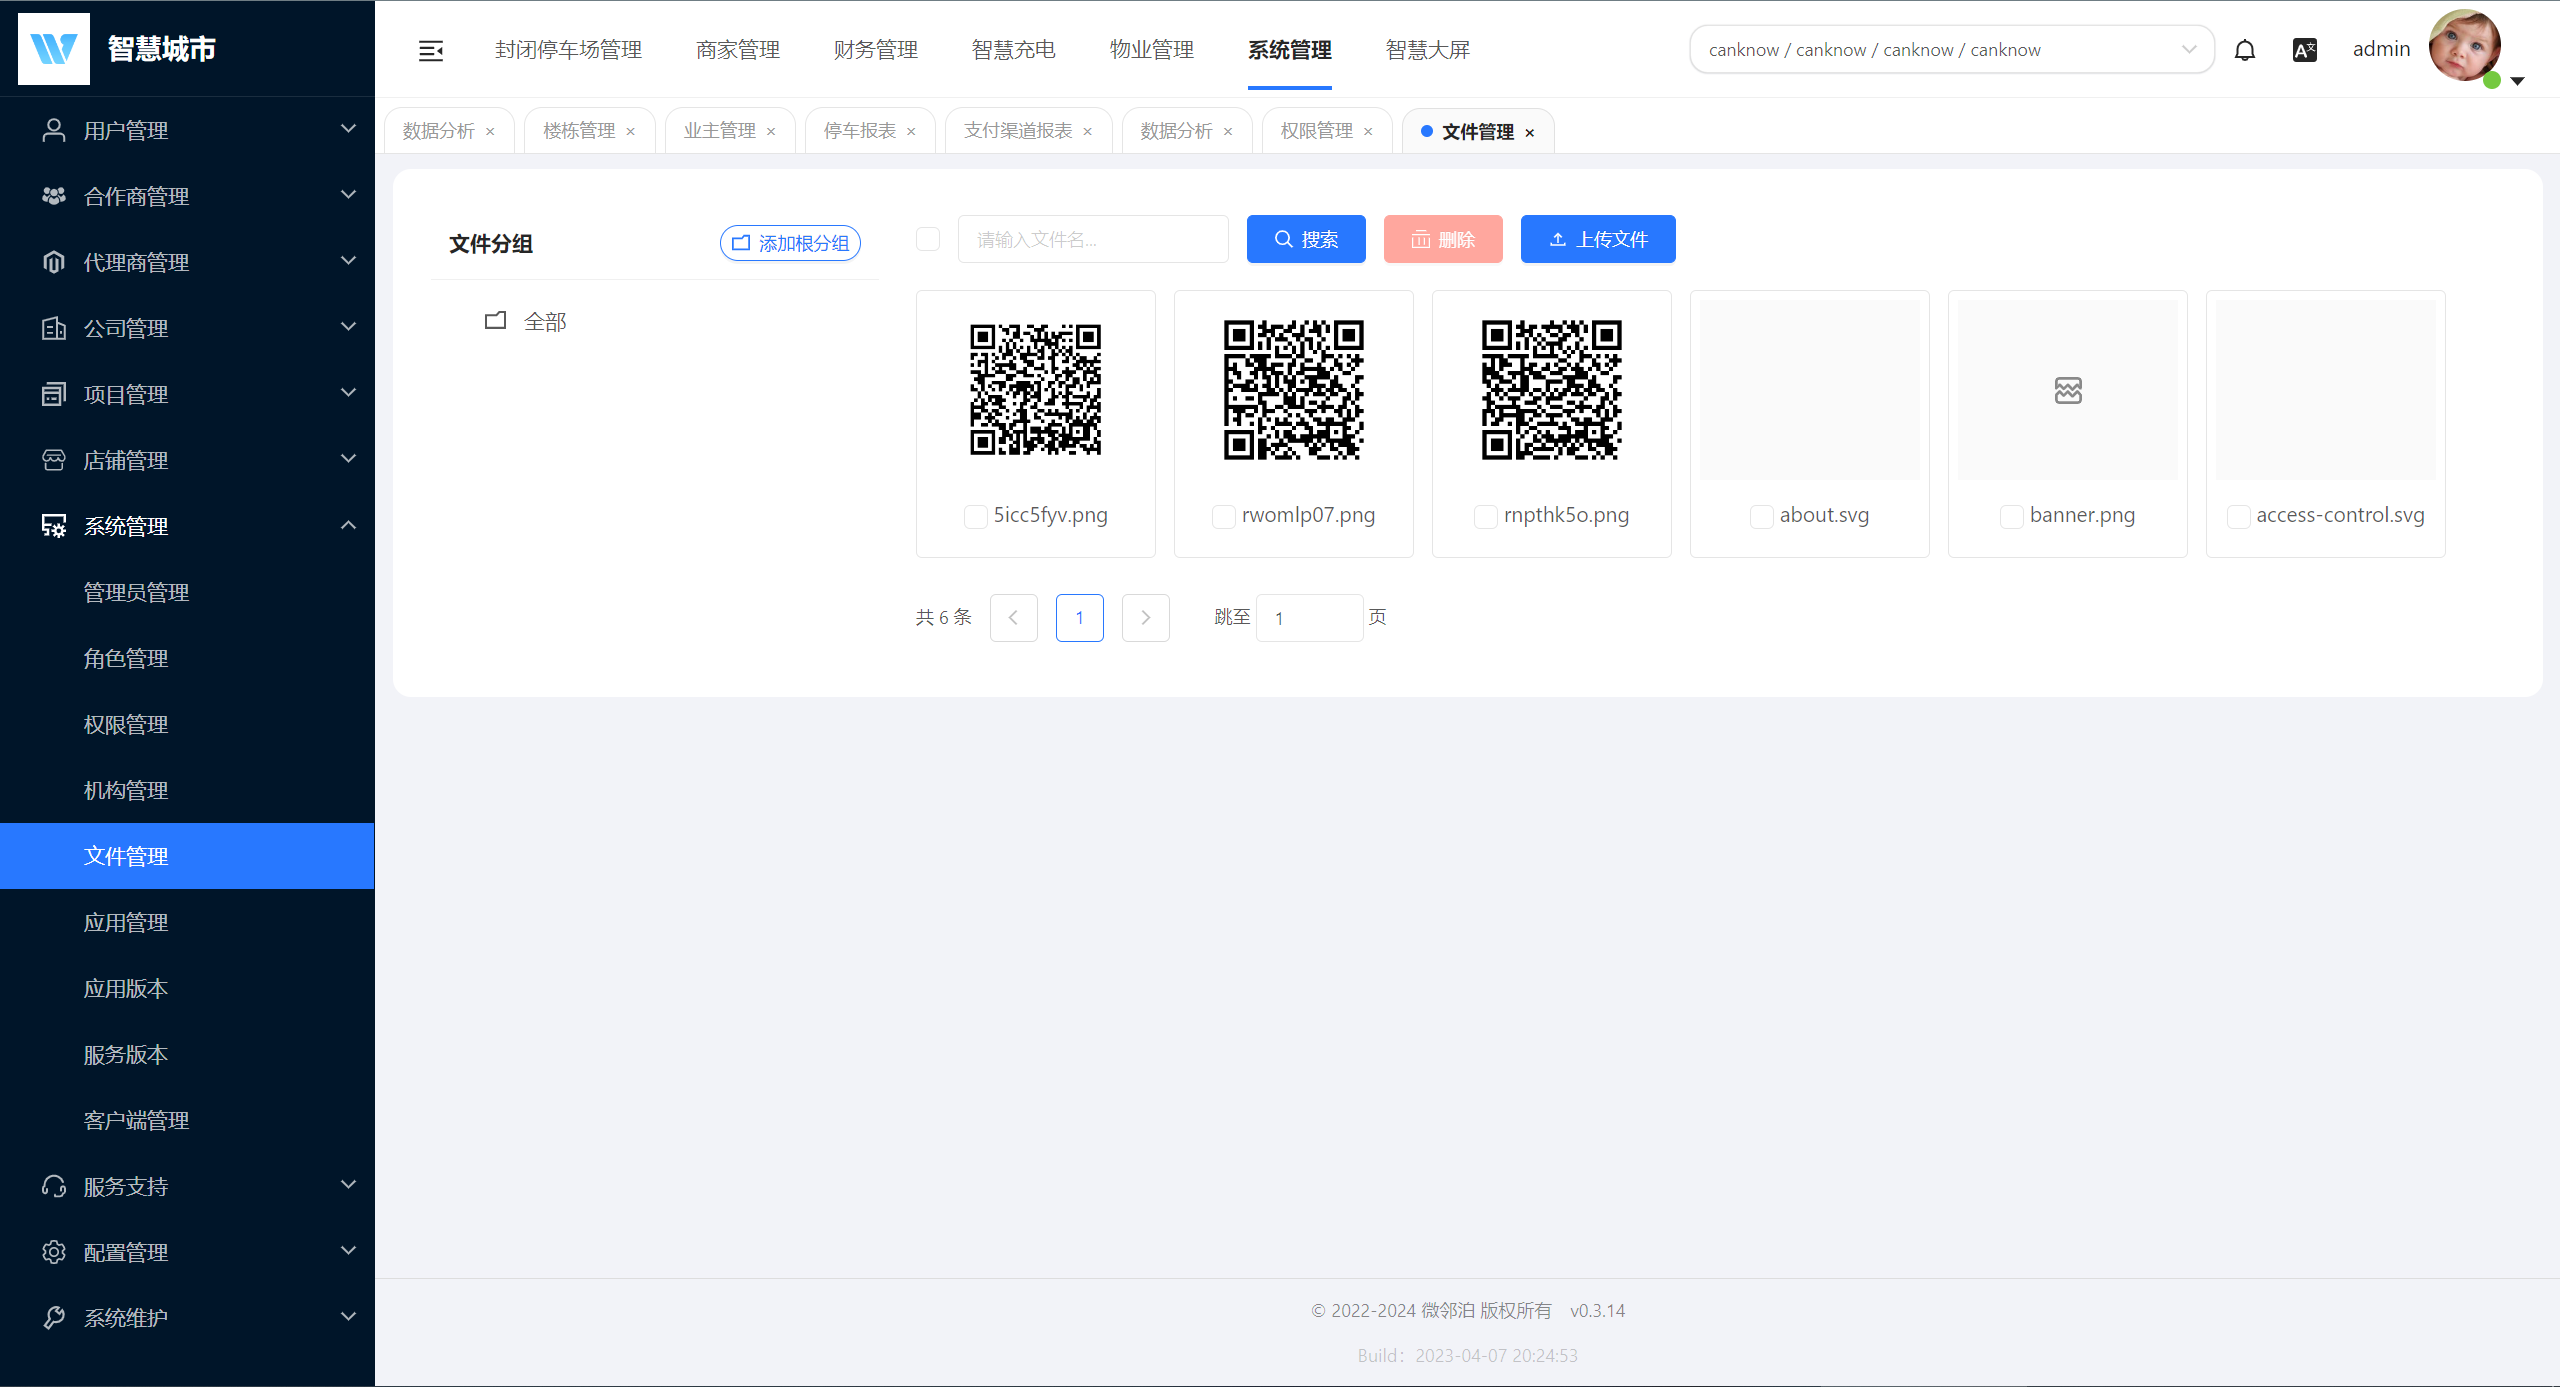 智慧城市
封闭停车场管理 商家管理 财务管理 智慧充电 物业管理 系统管理 智慧大屏
canknow / canknow / canknow / canknow
admin
数据分析 × 楼栋管理 × 业主管理 × 停车报表 × 支付渠道报表 × 数据分析 × 权限管理 × 文件管理 ×
用户管理
合作商管理
代理商管理
公司管理
项目管理
店铺管理
系统管理
管理员管理
角色管理
权限管理
机构管理
文件管理
应用管理
应用版本
服务版本
客户端管理
服务支持
配置管理
系统维护
文件分组
添加根分组
全部
请输入文件名...
搜索
删除
上传文件
5icc5fyv.png
rwomlp07.png
rnpthk5o.png
about.svg
banner.png
access-control.svg
共 6 条 1 跳至 1 页
© 2022-2024 微邻泊 版权所有 v0.3.14
Build：2023-04-07 20:24:53